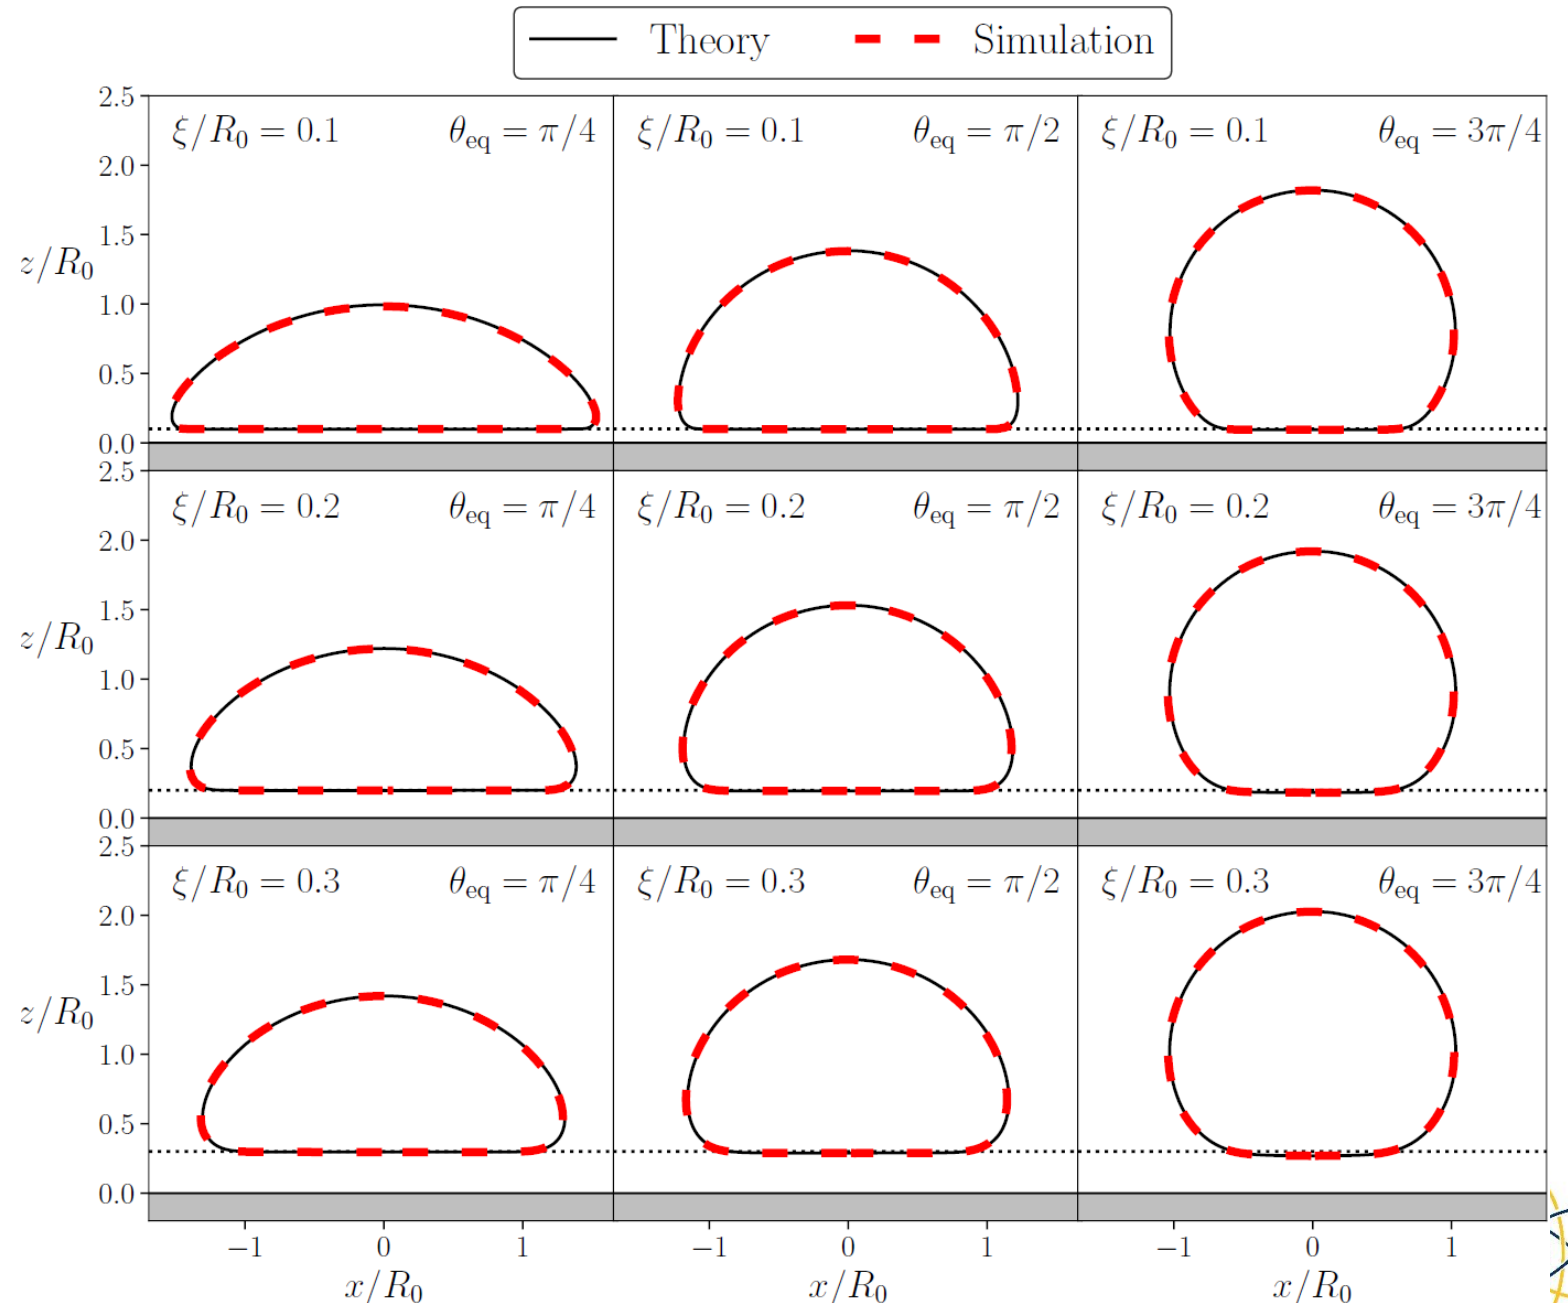 Theory Simulation
2.5
ξ/R₀ = 0.1 θeq = π/4 ξ/R₀ = 0.1 θeq = π/2 ξ/R₀ = 0.1 θeq = 3π/4
2.0
1.5
z/R₀
1.0
0.5
0.0
2.5
ξ/R₀ = 0.2 θeq = π/4 ξ/R₀ = 0.2 θeq = π/2 ξ/R₀ = 0.2 θeq = 3π/4
2.0
1.5
z/R₀
1.0
0.5
0.0
2.5
ξ/R₀ = 0.3 θeq = π/4 ξ/R₀ = 0.3 θeq = π/2 ξ/R₀ = 0.3 θeq = 3π/4
2.0
1.5
z/R₀
1.0
0.5
0.0
−1 0 1 −1 0 1 −1 0 1
x/R₀ x/R₀ x/R₀